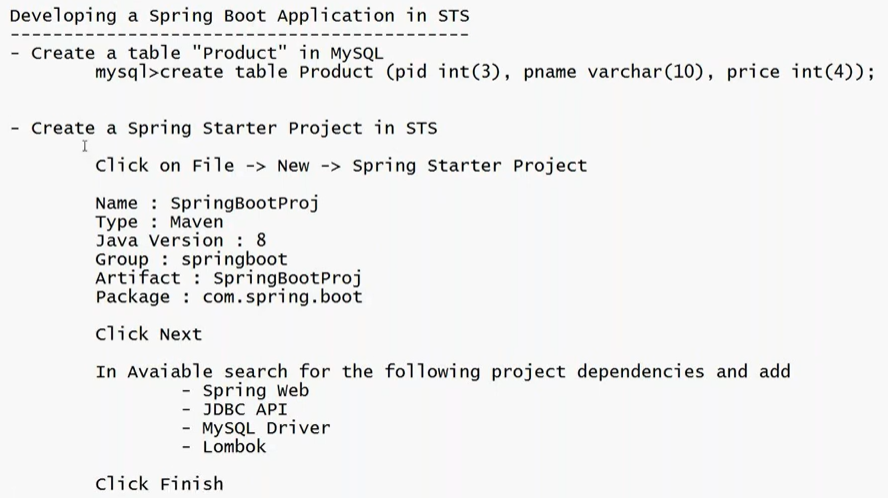 Developing a Spring Boot Application in STS
-------------------------------------------
- Create a table "Product" in MySQL
mysql>create table Product (pid int(3), pname varchar(10), price int(4));
- Create a Spring Starter Project in STS
Click on File -> New -> Spring Starter Project
Name : SpringBootProj
Type : Maven
Java Version : 8
Group : springboot
Artifact : SpringBootProj
Package : com.spring.boot
Click Next
In Avaiable search for the following project dependencies and add
- Spring Web
- JDBC API
- MySQL Driver
- Lombok
Click Finish